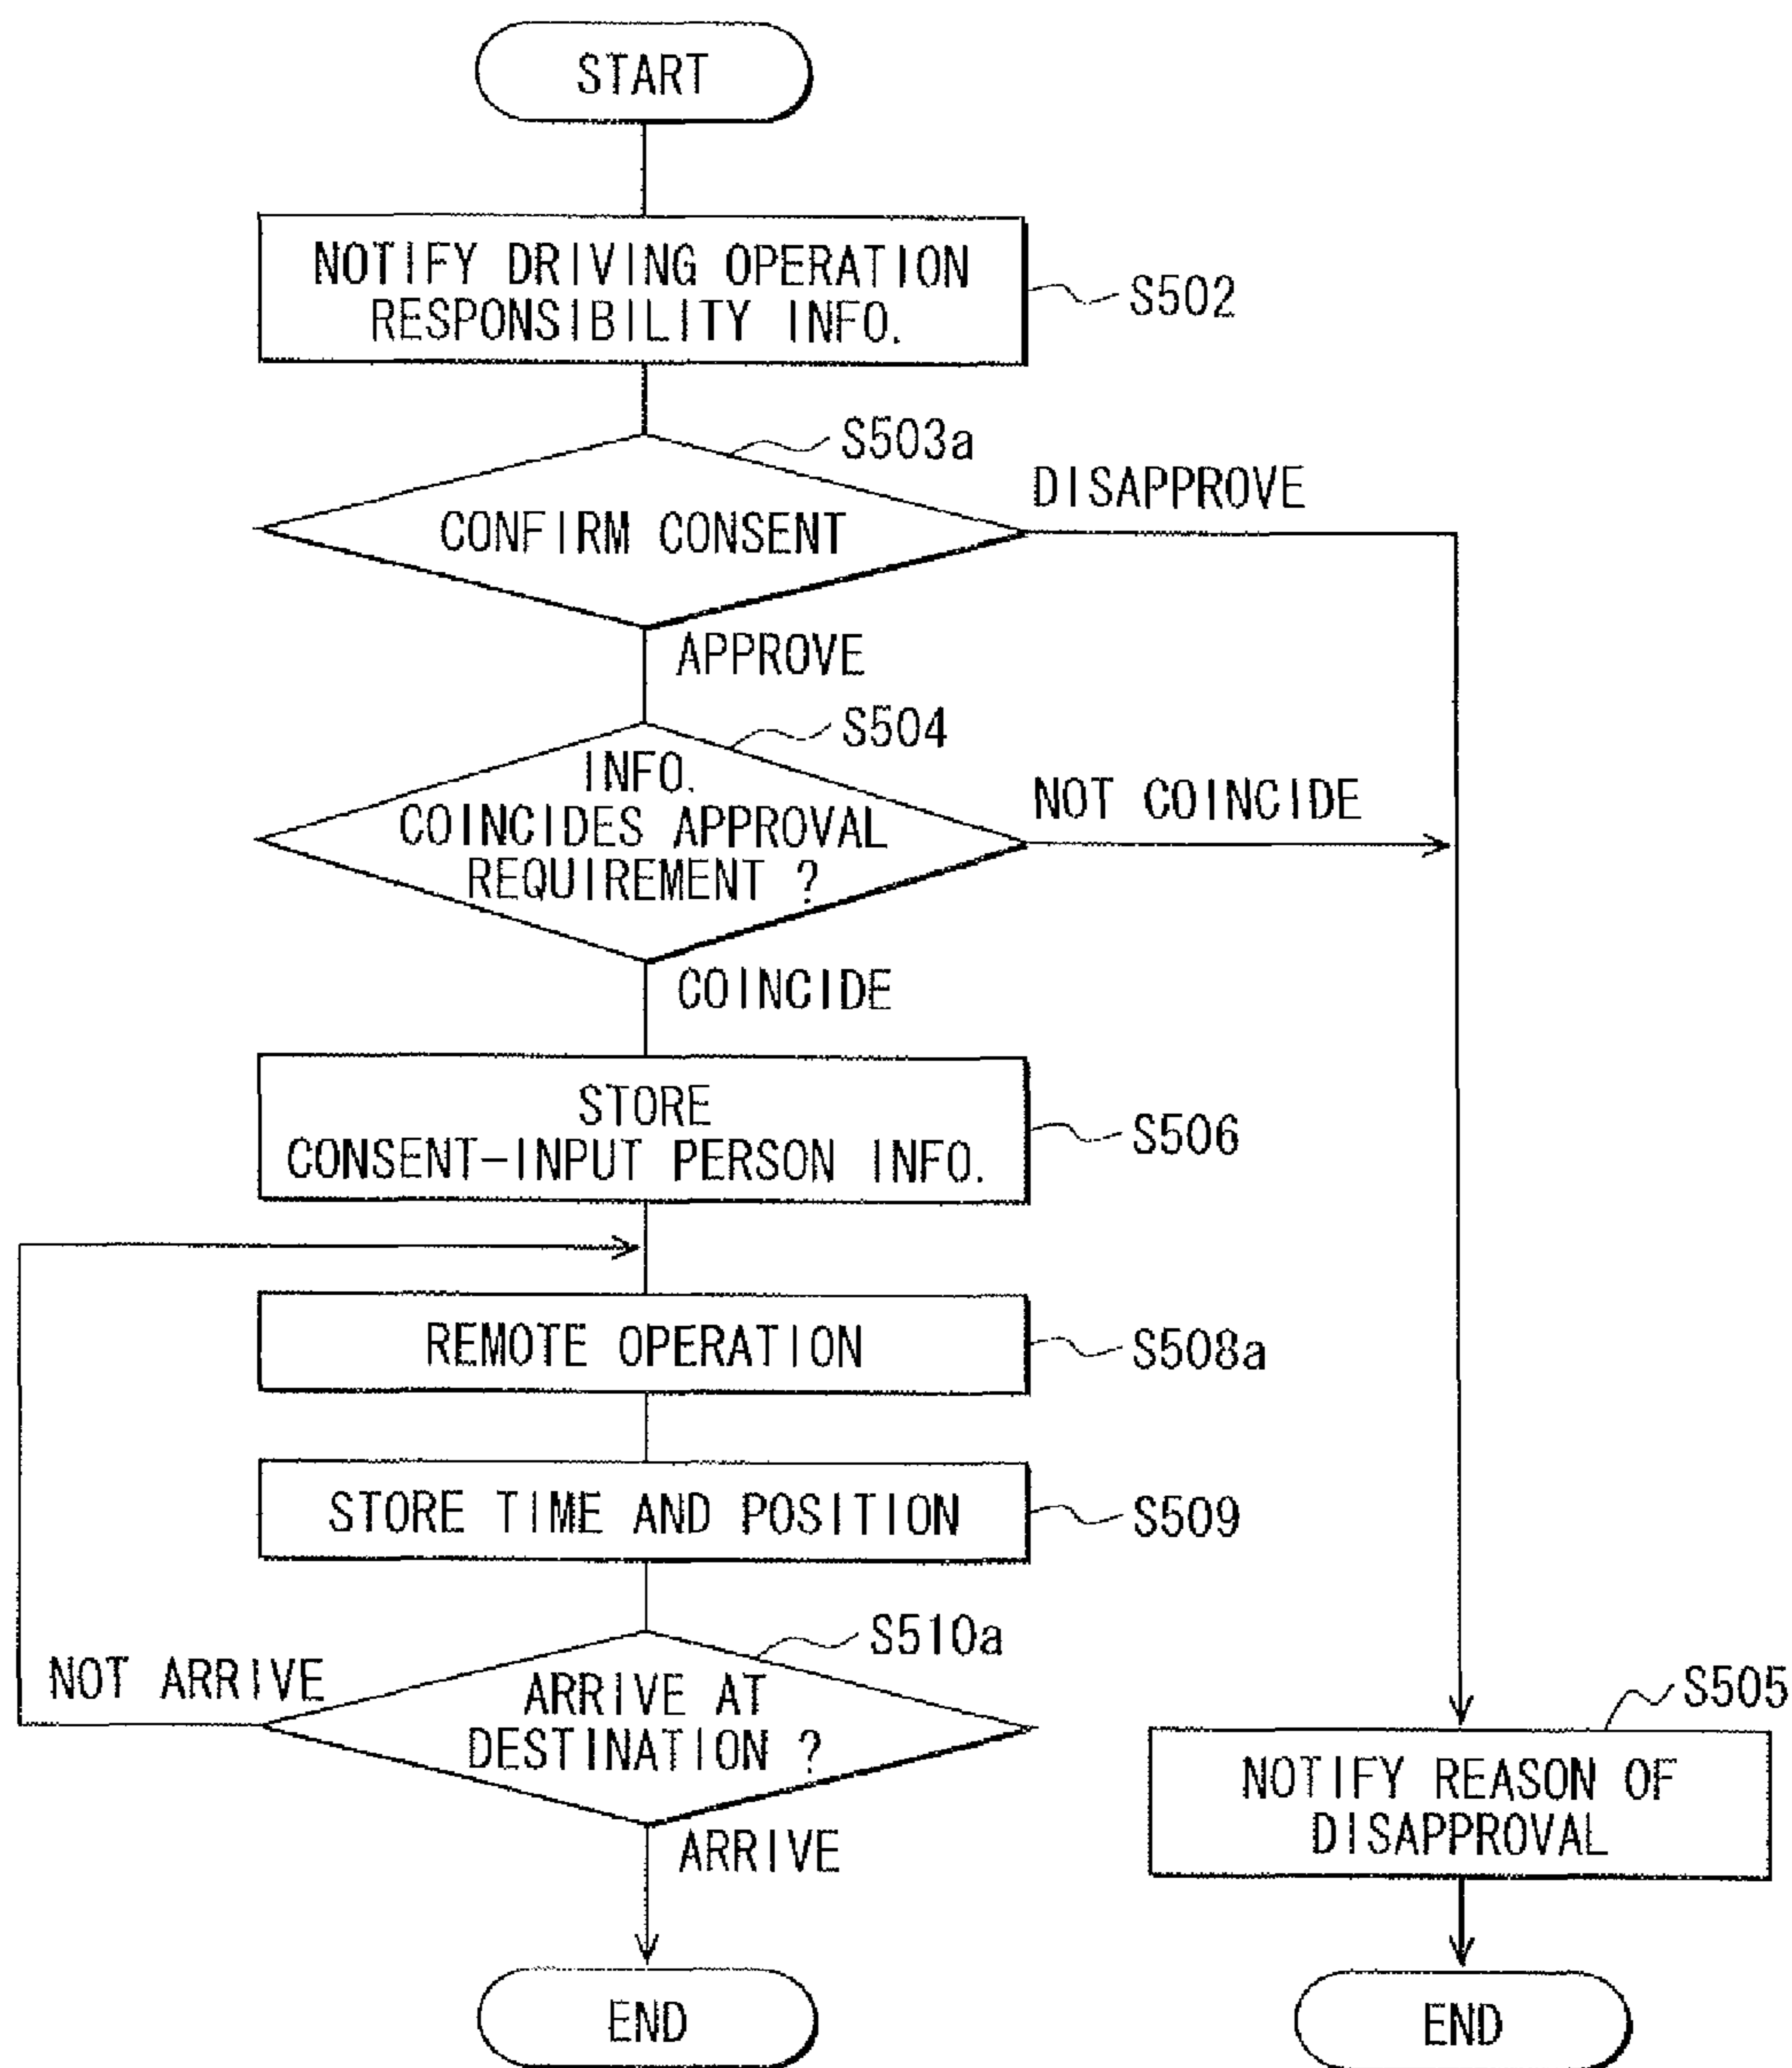 START
NOTIFY DRIVING OPERATION
RESPONSIBILITY INFO.
S502
S503a
CONFIRM CONSENT
DISAPPROVE
APPROVE
S504
INFO.
COINCIDES APPROVAL
REQUIREMENT ?
NOT COINCIDE
COINCIDE
STORE
CONSENT-INPUT PERSON INFO.
S506
REMOTE OPERATION
S508a
STORE TIME AND POSITION
S509
S510a
NOT ARRIVE
ARRIVE AT
DESTINATION ?
ARRIVE
END
S505
NOTIFY REASON OF
DISAPPROVAL
END